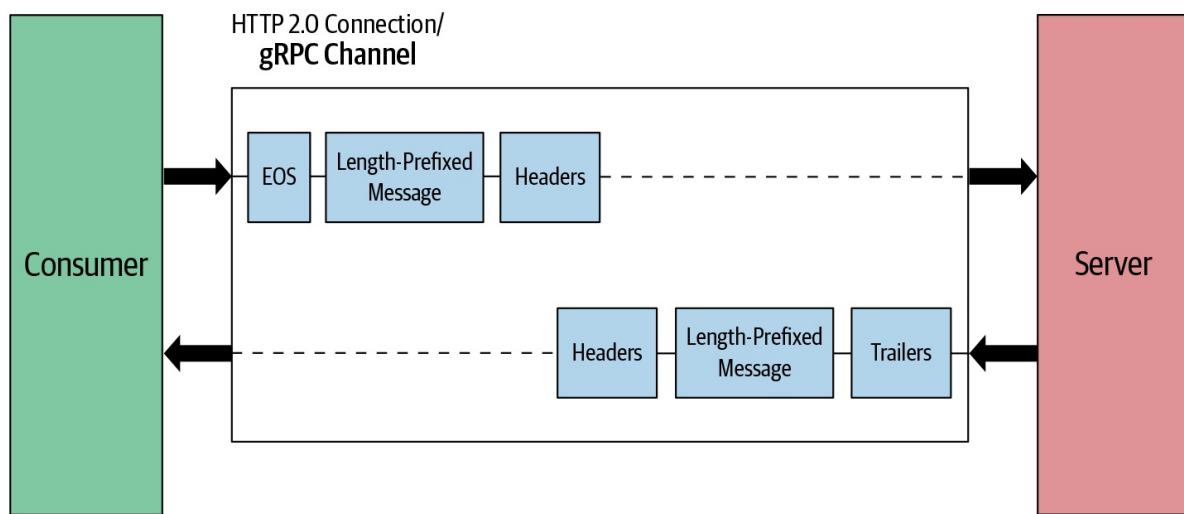 HTTP 2.0 Connection/
gRPC Channel
Consumer
EOS
Length-Prefixed
Message
Headers
Server
Headers
Length-Prefixed
Message
Trailers